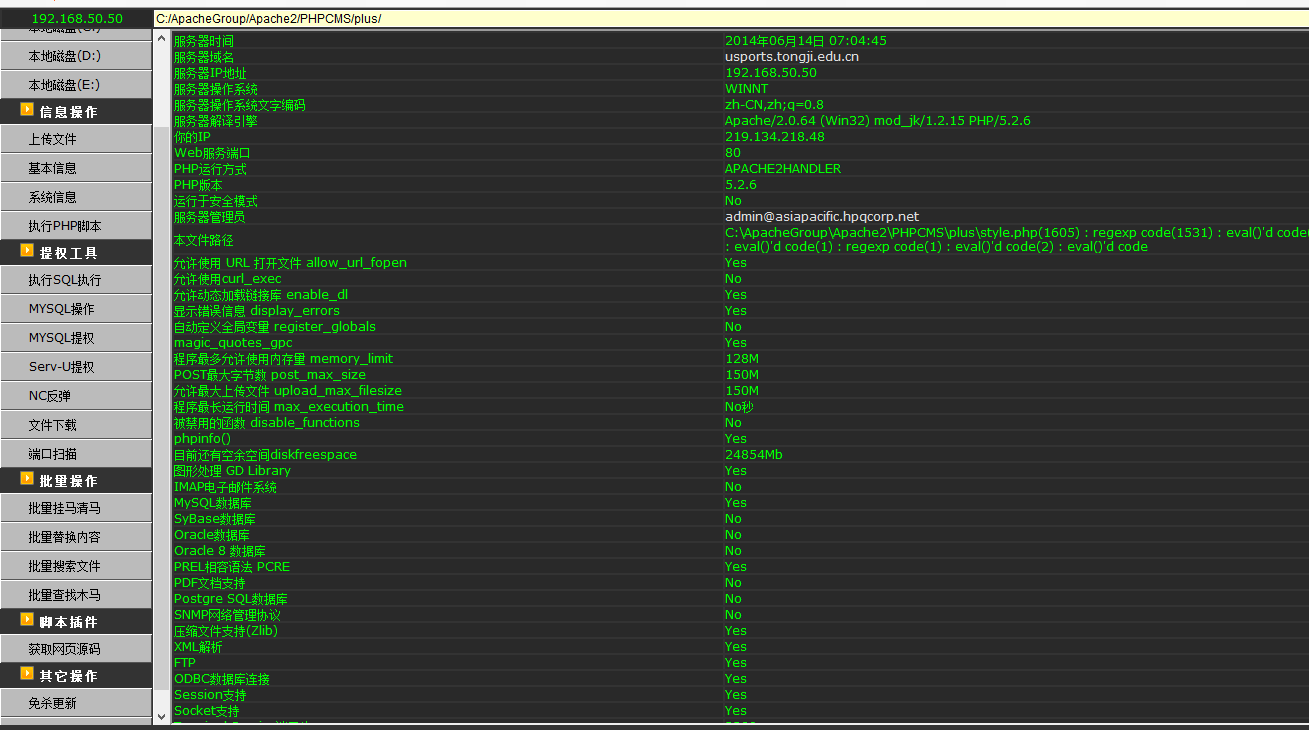 192.168.50.50
C:/ApacheGroup/Apache2/PHPCMS/plus/
本地磁盘(C:)
本地磁盘(D:)
本地磁盘(E:)
信息操作
上传文件
基本信息
系统信息
执行PHP脚本
提权工具
执行SQL执行
MYSQL操作
MYSQL提权
Serv-U提权
NC反弹
文件下载
端口扫描
批量操作
批量挂马清马
批量替换内容
批量搜索文件
批量查找木马
脚本插件
获取网页源码
其它操作
免杀更新
服务器时间 2014年06月14日 07:04:45
服务器域名 usports.tongji.edu.cn
服务器IP地址 192.168.50.50
服务器操作系统 WINNT
服务器操作系统文字编码 zh-CN,zh;q=0.8
服务器解译引擎 Apache/2.0.64 (Win32) mod_jk/1.2.15 PHP/5.2.6
你的IP 219.134.218.48
Web服务端口 80
PHP运行方式 APACHE2HANDLER
PHP版本 5.2.6
运行于安全模式 No
服务器管理员 admin@asiapacific.hpqcorp.net
本文件路径 C:\ApacheGroup\Apache2\PHPCMS\plus\style.php(1605) : regexp code(1531) : eval()'d code(
: eval()'d code(1) : regexp code(1) : eval()'d code(2) : eval()'d code
允许使用 URL 打开文件 allow_url_fopen Yes
允许使用curl_exec No
允许动态加载链接库 enable_dl Yes
显示错误信息 display_errors Yes
自动定义全局变量 register_globals No
magic_quotes_gpc Yes
程序最多允许使用内存量 memory_limit 128M
POST最大字节数 post_max_size 150M
允许最大上传文件 upload_max_filesize 150M
程序最长运行时间 max_execution_time No秒
被禁用的函数 disable_functions No
phpinfo() Yes
目前还有空余空间diskfreespace 24854Mb
图形处理 GD Library Yes
IMAP电子邮件系统 No
MySQL数据库 Yes
SyBase数据库 No
Oracle数据库 No
Oracle 8 数据库 No
PREL相容语法 PCRE Yes
PDF文档支持 No
Postgre SQL数据库 No
SNMP网络管理协议 No
压缩文件支持(Zlib) Yes
XML解析 Yes
FTP Yes
ODBC数据库连接 Yes
Session支持 Yes
Socket支持 Yes